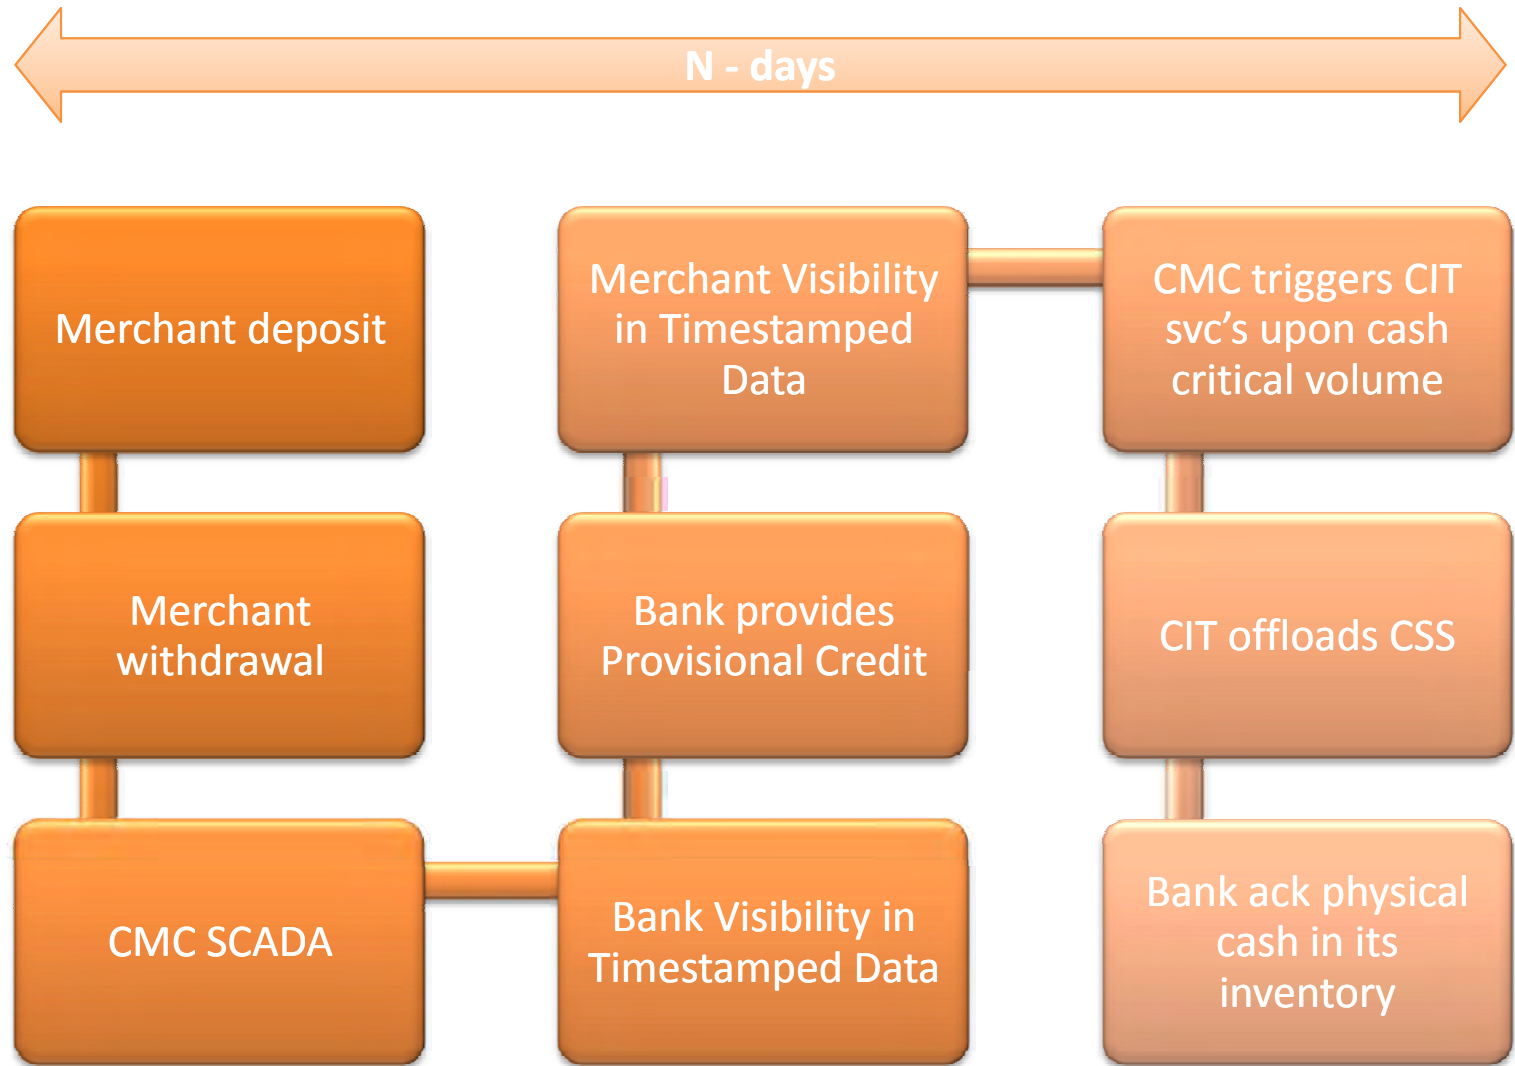 N - days
Merchant deposit
Merchant
withdrawal
CMC SCADA
Bank Visibility in
Timestamped Data
Bank provides
Provisional Credit
Merchant Visibility
in Timestamped
Data
CMC triggers CIT
svc’s upon cash
critical volume
CIT offloads CSS
Bank ack physical
cash in its
inventory